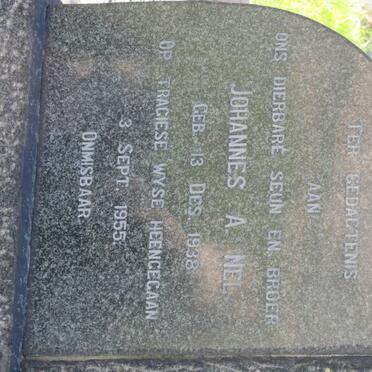 TER GEDAGTENIS
AAN
ONS DIERBARE SEUN EN BROER
JOHANNES A NEL
GEB. 13 DES. 1938
OP TRAGIESE WYSE HEENGEGAAN
3 SEPT. 1955
ONMISBAAR